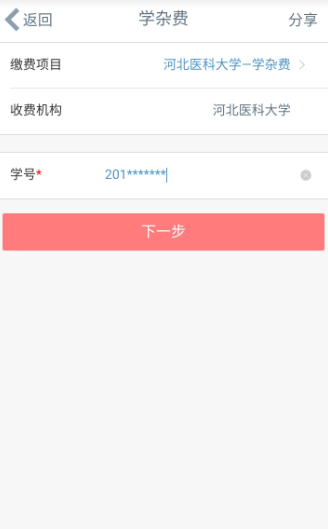 返回 学杂费 分享
缴费项目 河北医科大学-学杂费
收费机构 河北医科大学
学号* 201*******
下一步